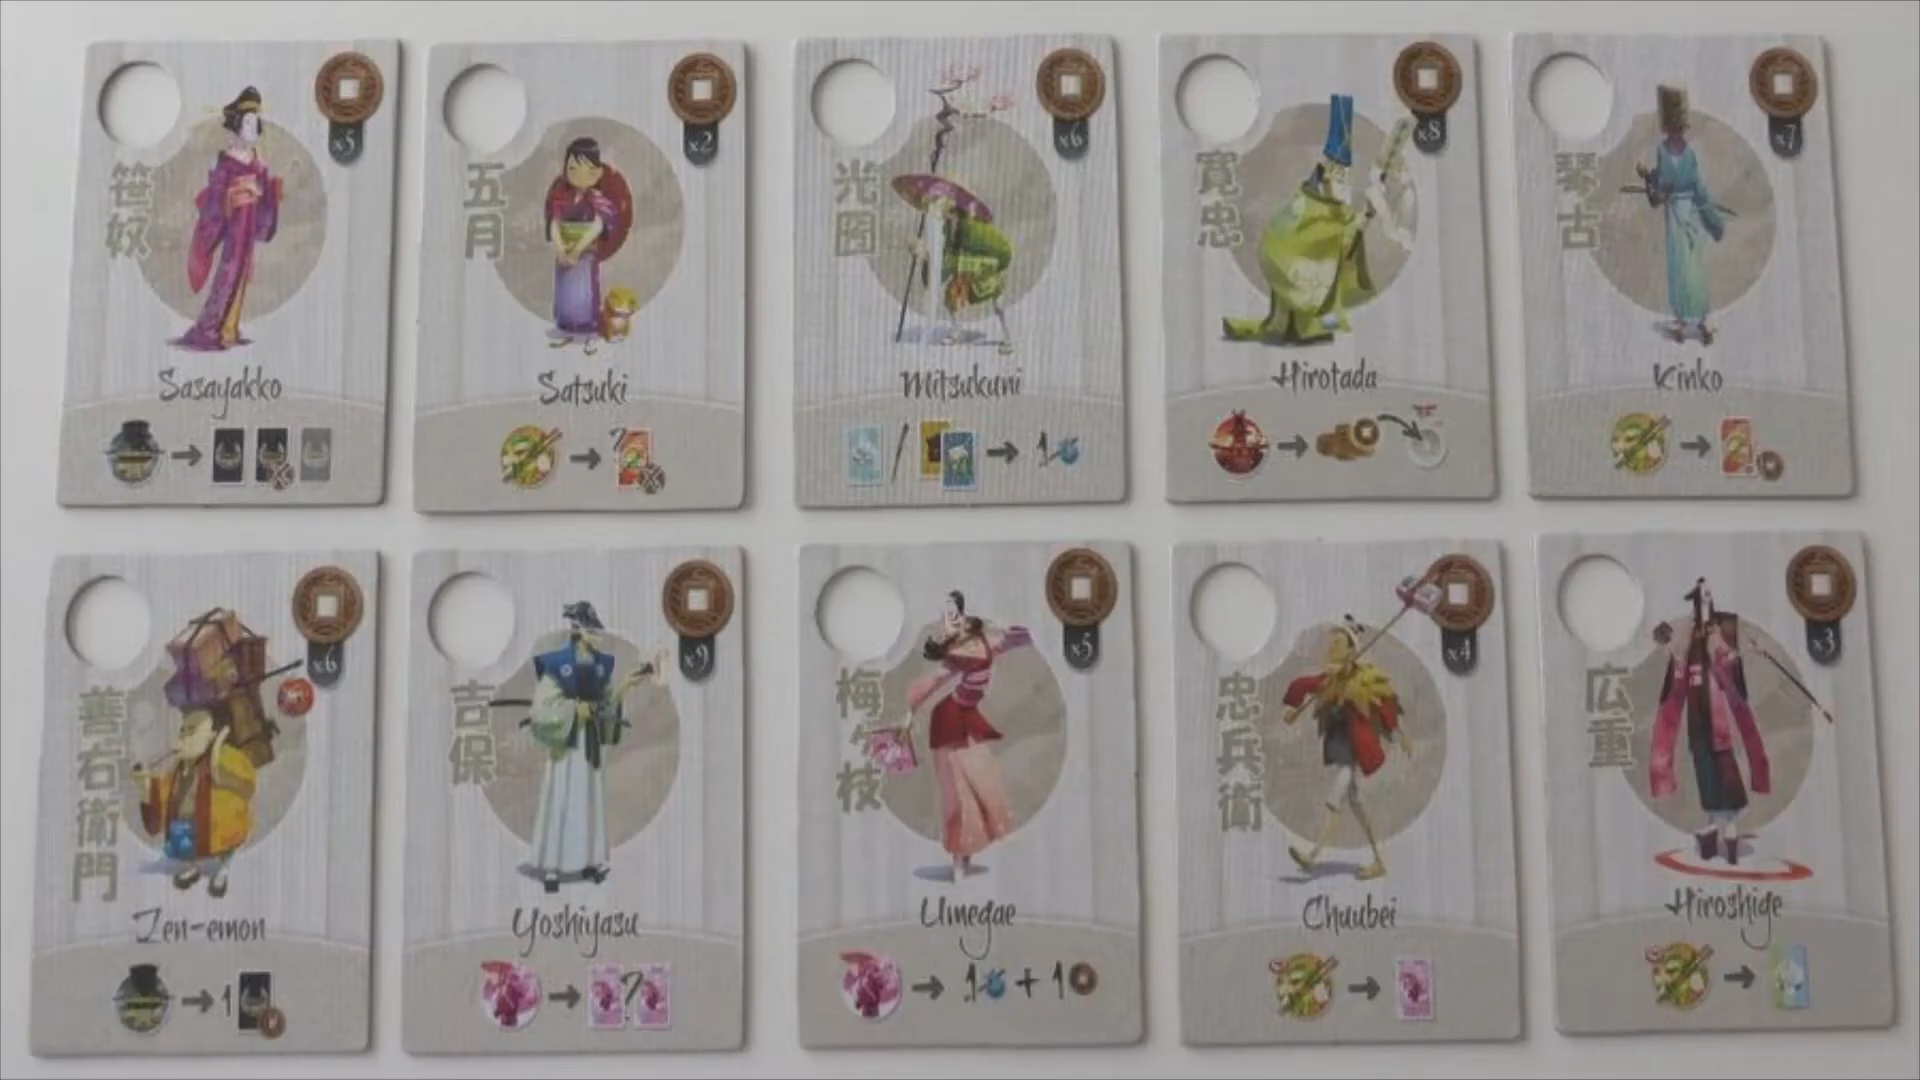 x5
笹奴
Sasayakko
x2
五月
Satsuki
x6
光圀
Mitsukuni
1
x8
寛忠
Hirotada
x7
琴古
Kinko
x6
善右衛門
Zen-emon
1
x9
吉保
Yoshiyasu
?
x5
梅ヶ枝
Umegae
1 + 1
x4
忠兵衛
Chuubei
x3
広重
Hiroshige